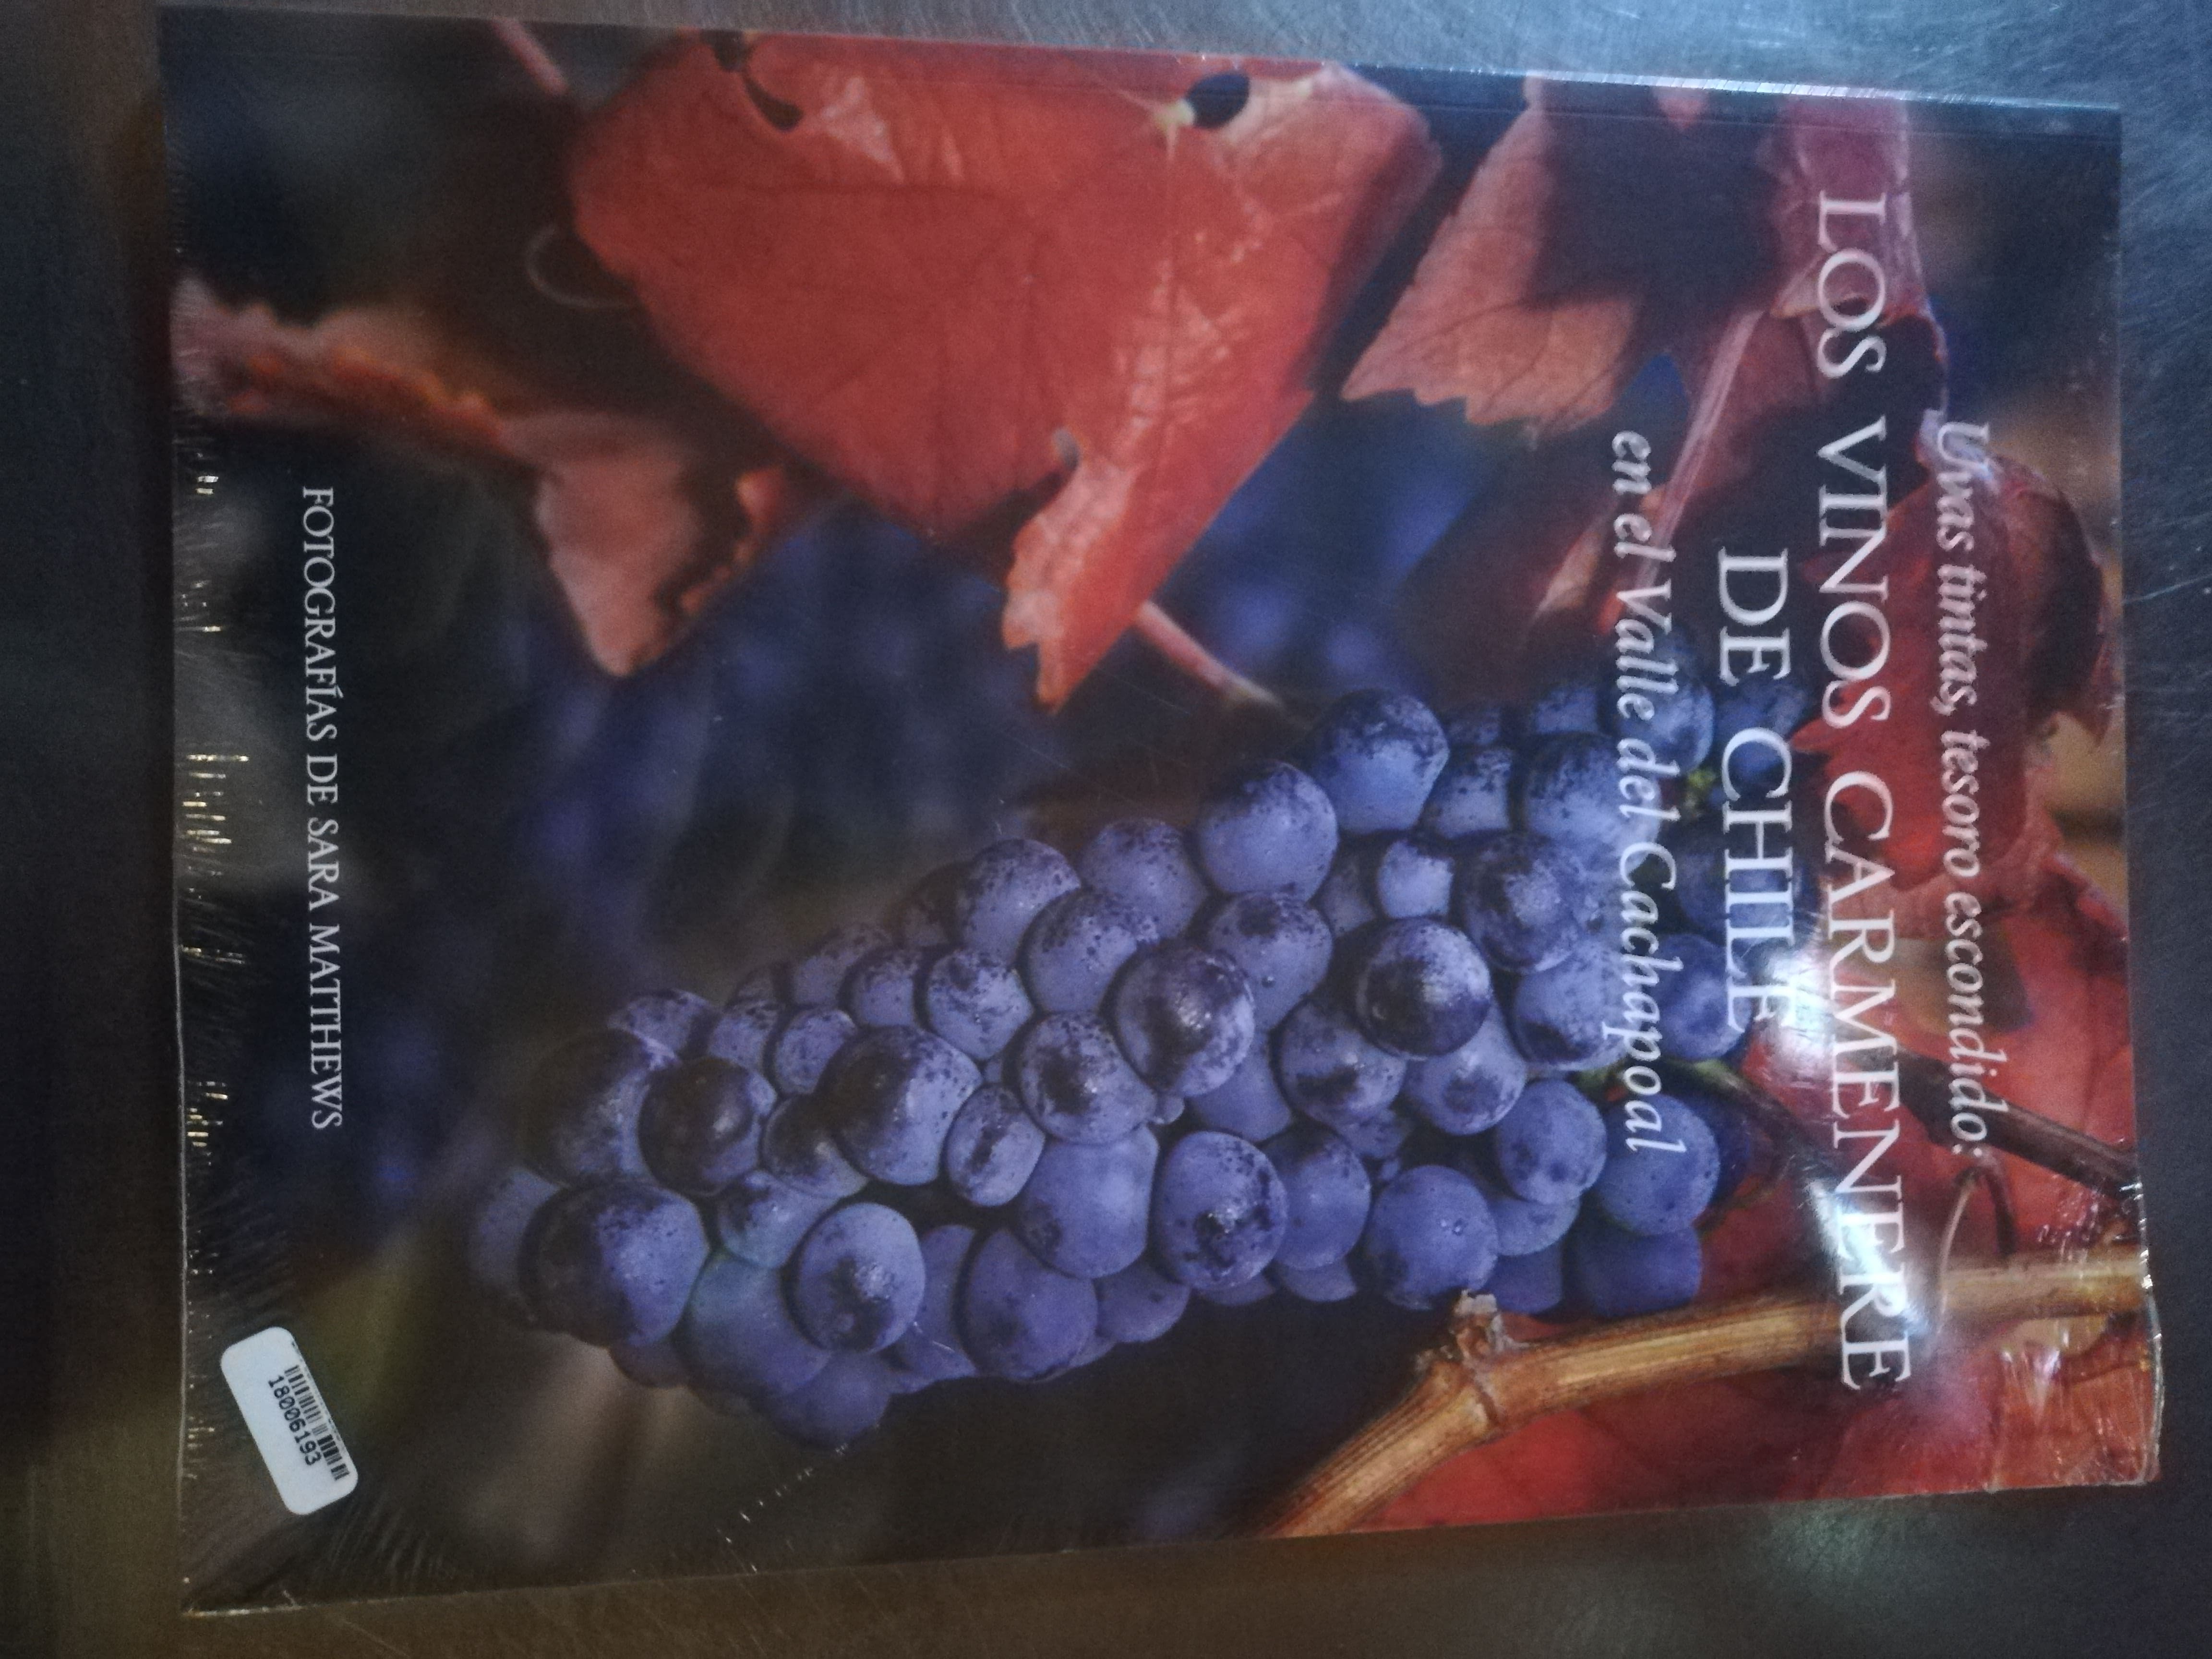 Uvas tintas, tesoro escondido:
LOS VINOS CARMENERE
DE CHILE
en el Valle del Cachapoal
FOTOGRAFÍAS DE SARA MATTHEWS
18006193